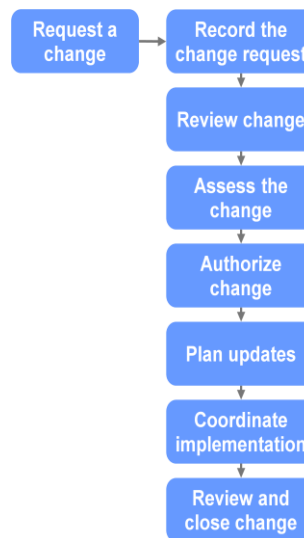 Request a
change
Record the
change request
Review change
Assess the
change
Authorize
change
Plan updates
Coordinate
implementation
Review and
close change